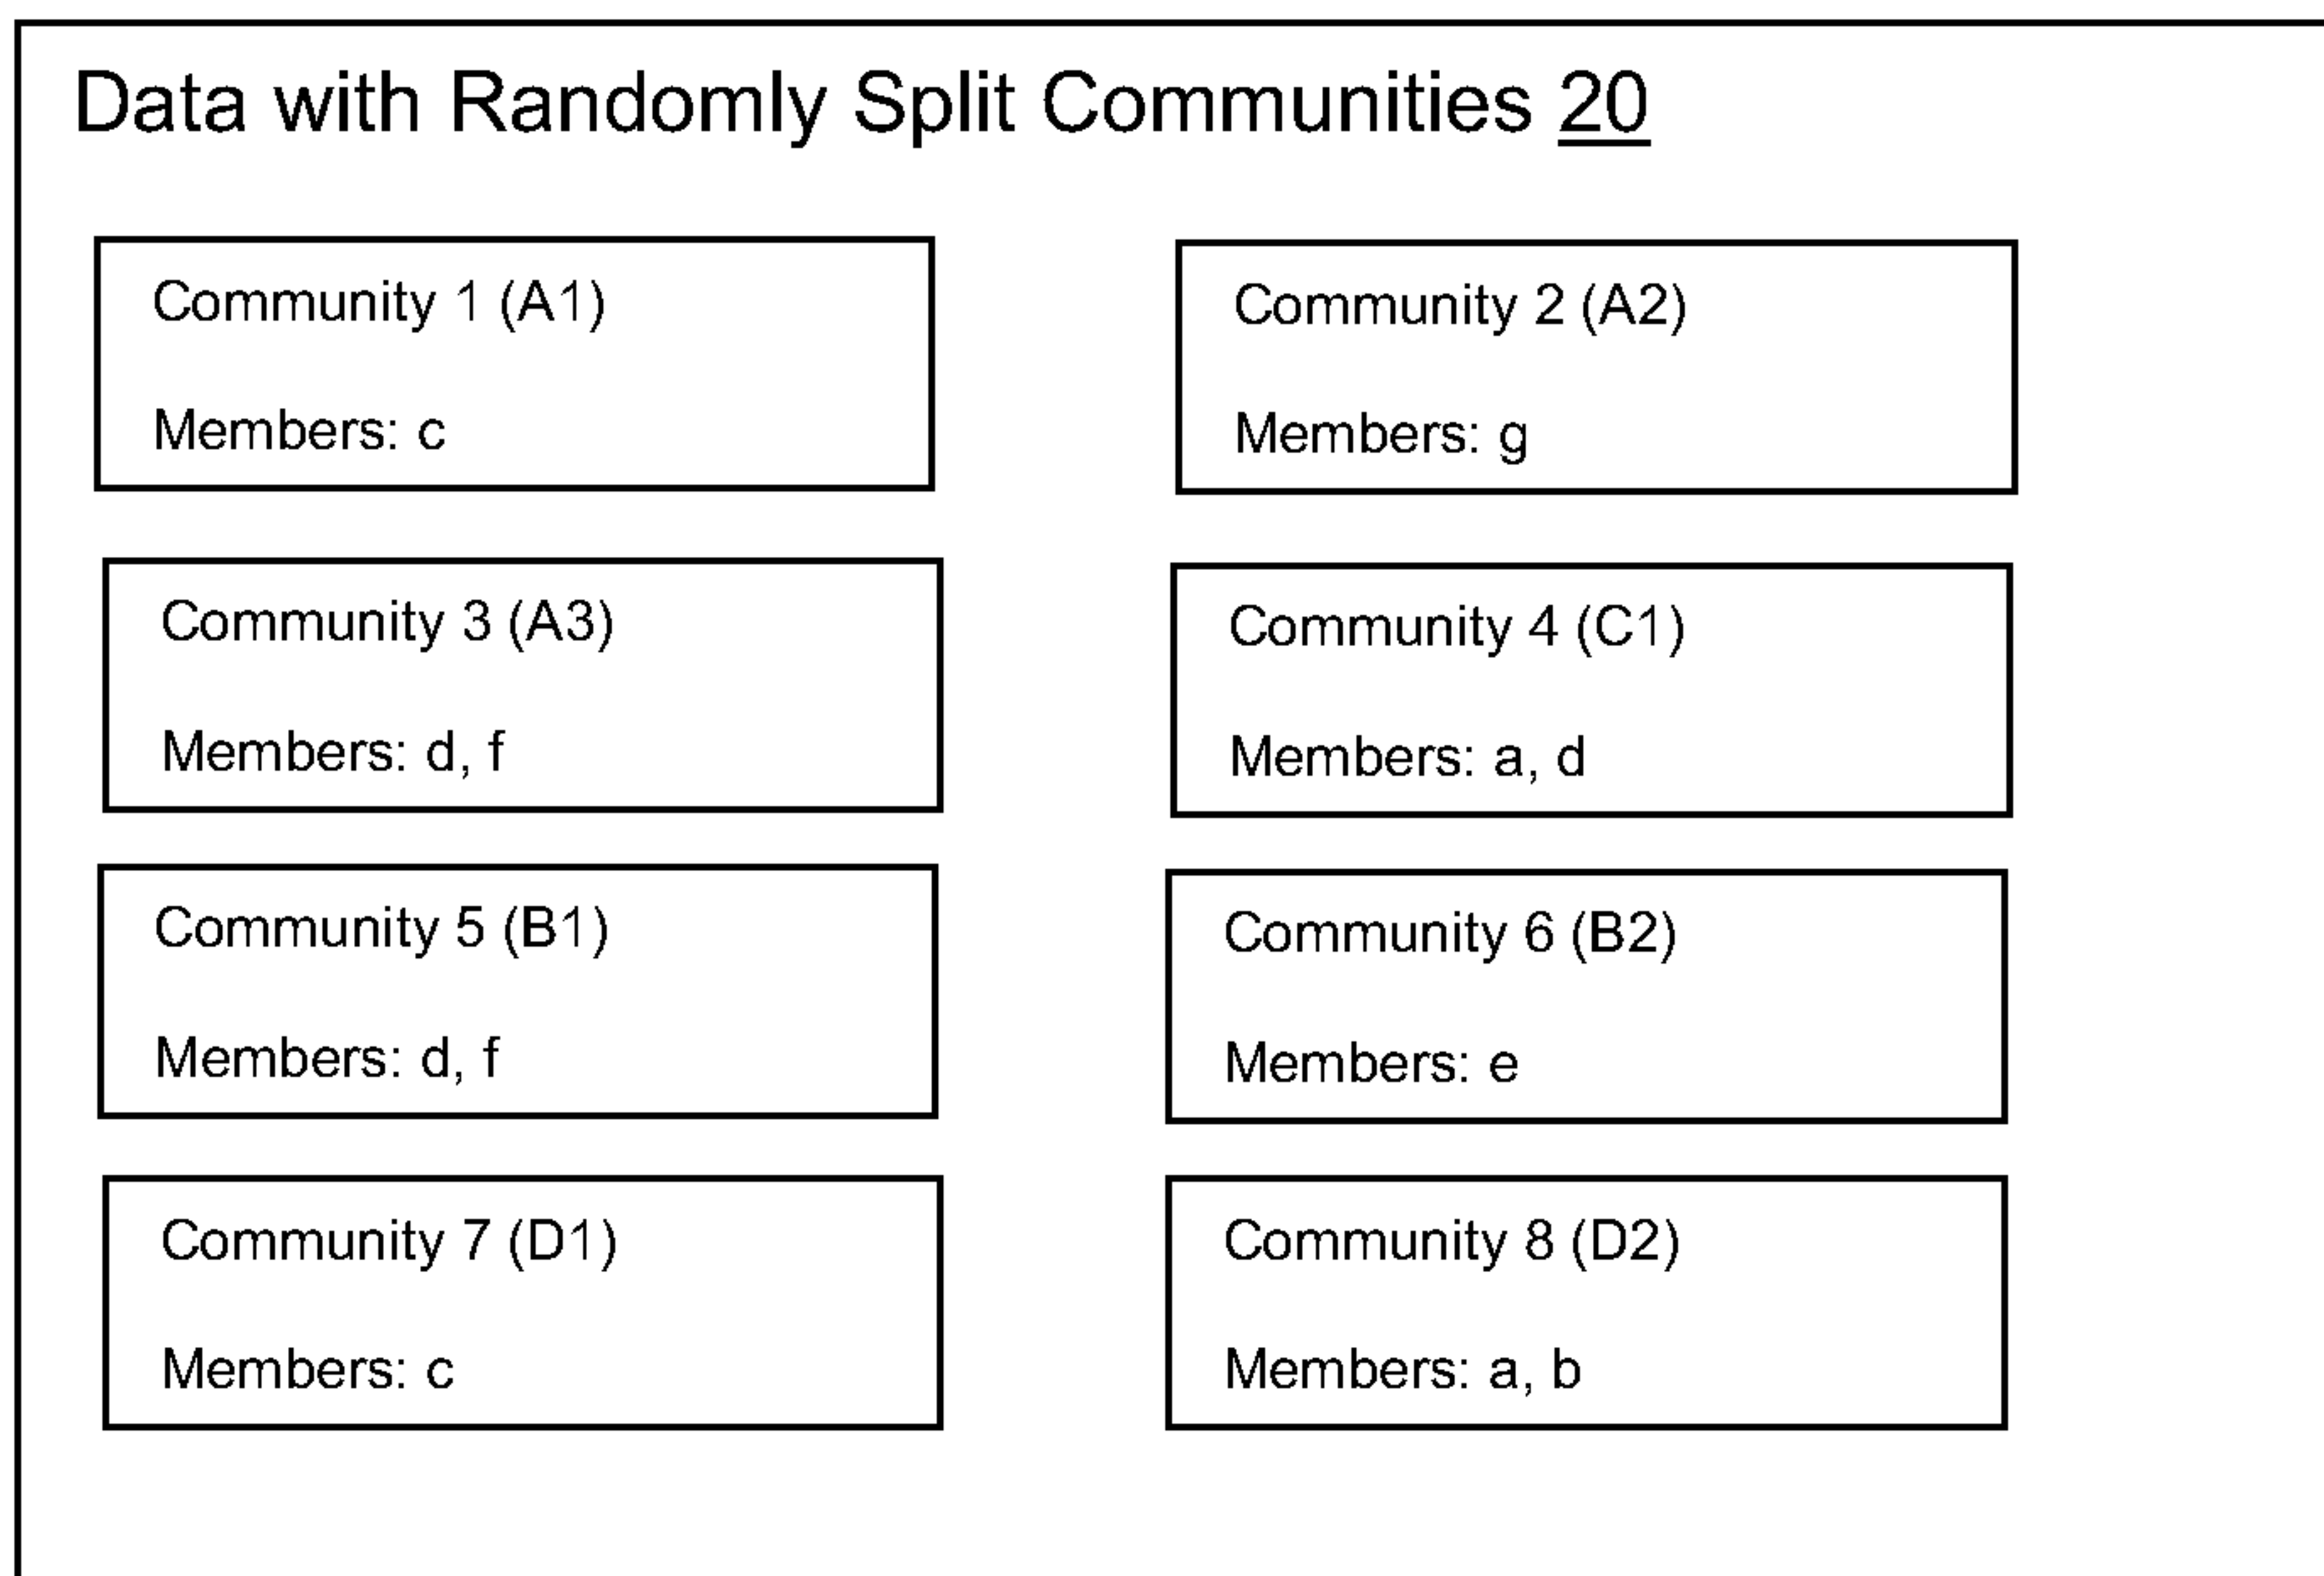 Data with Randomly Split Communities 20
Community 1 (A1)
Members: c
Community 2 (A2)
Members: g
Community 3 (A3)
Members: d, f
Community 4 (C1)
Members: a, d
Community 5 (B1)
Members: d, f
Community 6 (B2)
Members: e
Community 7 (D1)
Members: c
Community 8 (D2)
Members: a, b